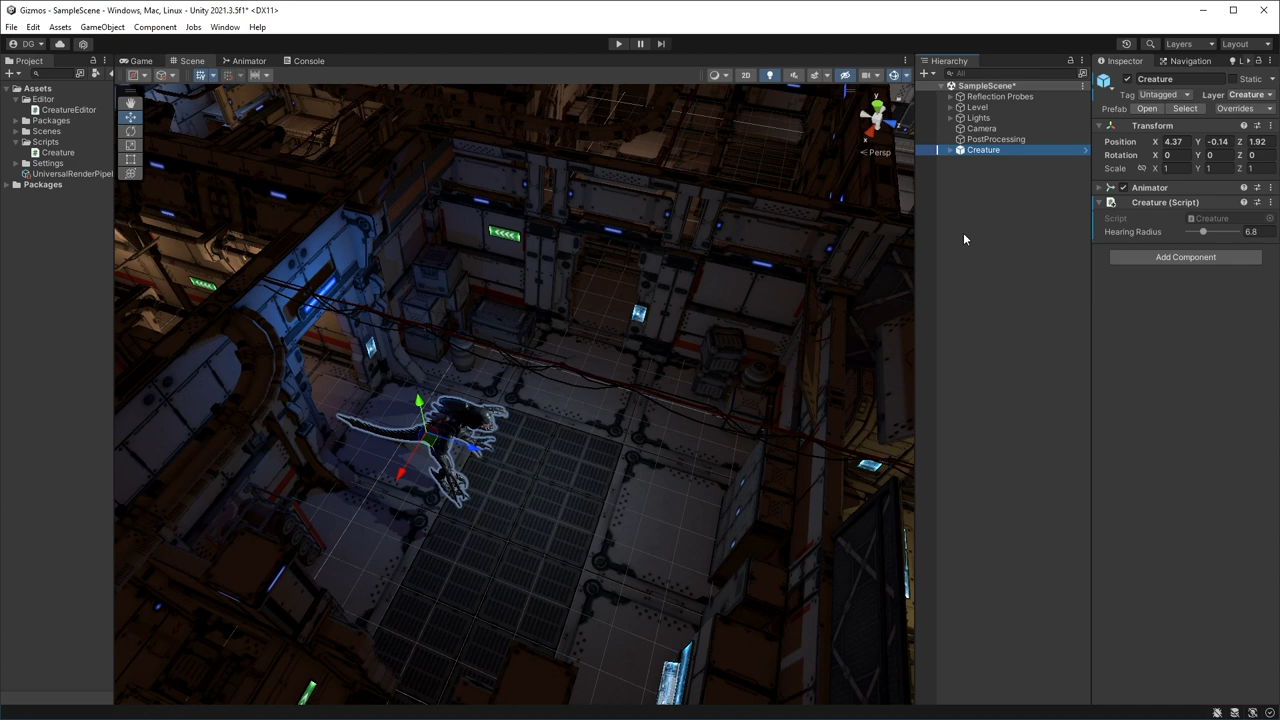 Gizmos - SampleScene - Windows, Mac, Linux - Unity 2021.3.5f1* <DX11>
File Edit Assets GameObject Component Jobs Window Help
DG Layers Layout
Project
Game Scene Animator Console
Hierarchy
Inspector Navigation L
2D
All
Assets
Editor
CreatureEditor
Packages
Scenes
Scripts
Creature
Settings
UniversalRenderPipel
Packages
y
z
x
< Persp
SampleScene*
Reflection Probes
Level
Lights
Camera
PostProcessing
Creature
Creature Static
Tag Untagged Layer Creature
Prefab Open Select Overrides
Transform
Position X 4.37 Y -0.14 Z 1.92
Rotation X 0 Y 0 Z 0
Scale X 1 Y 1 Z 1
Animator
Creature (Script)
Script Creature
Hearing Radius 6.8
Add Component